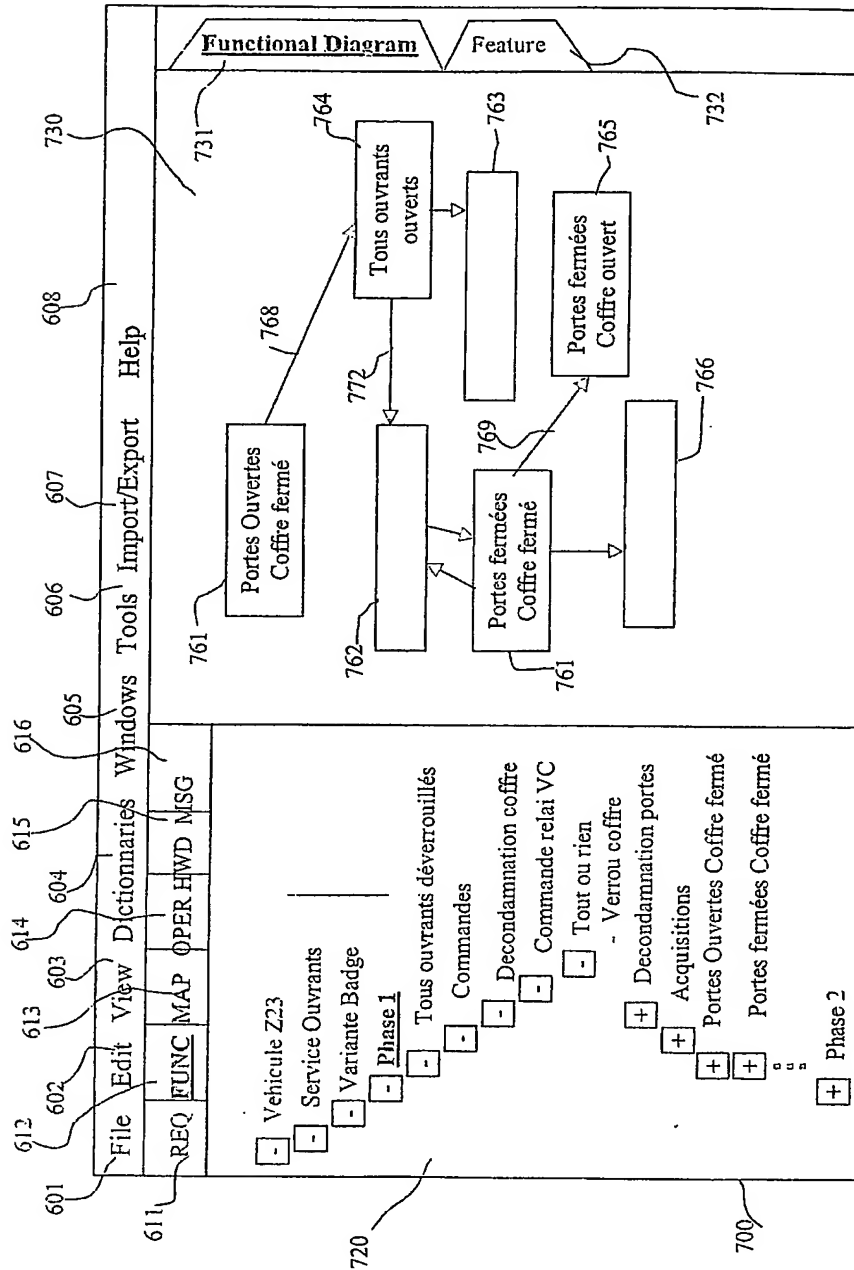 730
608
607
606
605
616
615
604
614
603
613
602
612
601
611
File Edit View Dictionnaries Windows Tools Import/Export Help
REQ FUNC MAP OPER HWD MSG
720
700
- Vehicule Z23
- Service Ouvrants
- Variante Badge
- Phase 1
- Tous ouvrants déverrouillés
- Commandes
- Decondamnation coffre
- Commande relai VC
- Tout ou rien
- Verrou coffre
+ Decondamnation portes
+ Acquisitions
+ Portes Ouvertes Coffre fermé
+ Portes fermées Coffre fermé
+ Phase 2
761
Portes Ouvertes
Coffre fermé
768
764
Tous ouvrants
ouverts
772
762
763
761
Portes fermées
Coffre fermé
769
765
Portes fermées
Coffre ouvert
766
731
Functional Diagram
Feature
732